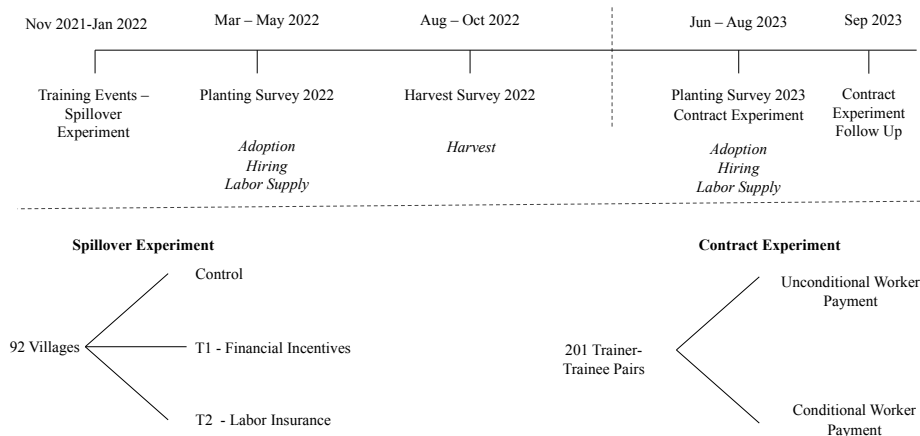 Nov 2021-Jan 2022
Mar – May 2022
Aug – Oct 2022
Jun – Aug 2023
Sep 2023
Training Events –
Spillover
Experiment
Planting Survey 2022
Adoption
Hiring
Labor Supply
Harvest Survey 2022
Harvest
Planting Survey 2023
Contract Experiment
Adoption
Hiring
Labor Supply
Contract
Experiment
Follow Up
Spillover Experiment
92 Villages
Control
T1 - Financial Incentives
T2 - Labor Insurance
Contract Experiment
201 Trainer-
Trainee Pairs
Unconditional Worker
Payment
Conditional Worker
Payment